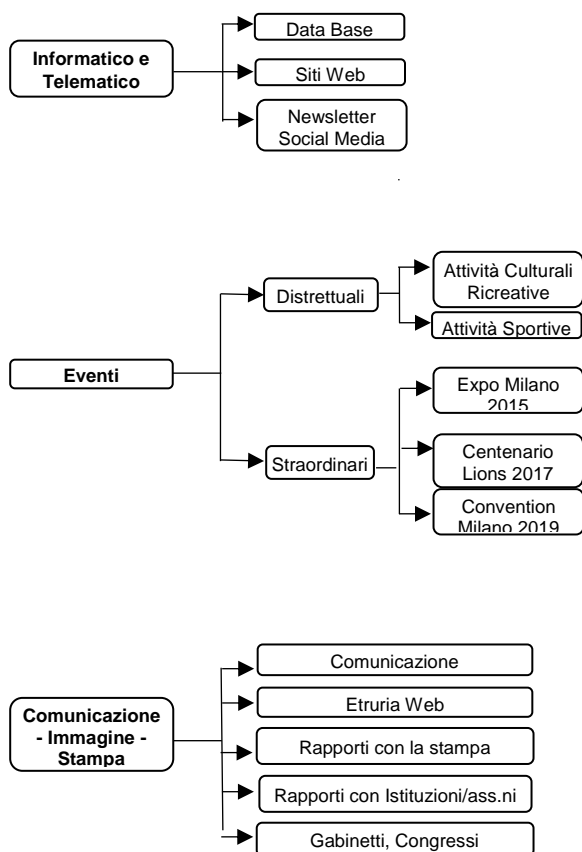 Informatico e
Telematico
Data Base
Siti Web
Newsletter
Social Media
Eventi
Distrettuali
Attività Culturali
Ricreative
Attività Sportive
Straordinari
Expo Milano
2015
Centenario
Lions 2017
Convention
Milano 2019
Comunicazione
- Immagine -
Stampa
Comunicazione
Etruria Web
Rapporti con la stampa
Rapporti con Istituzioni/ass.ni
Gabinetti, Congressi